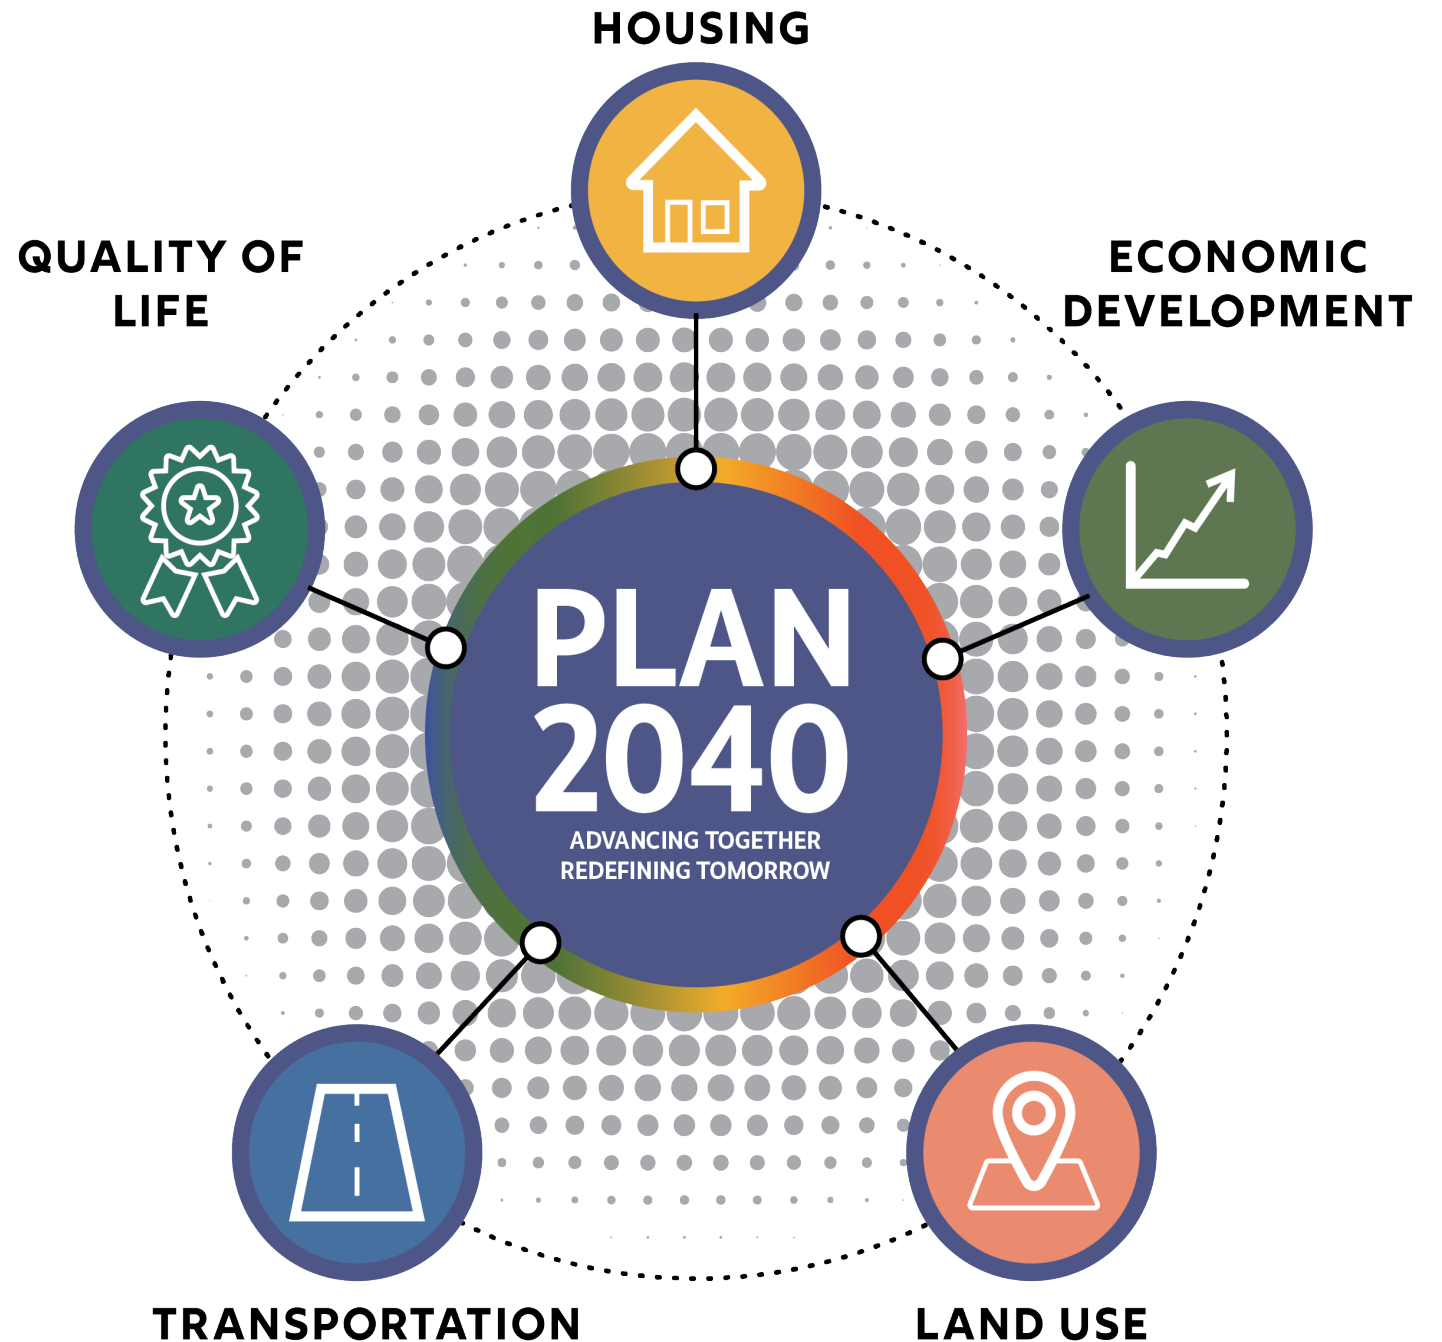 HOUSING
QUALITY OF
LIFE
ECONOMIC
DEVELOPMENT
PLAN
2040
ADVANCING TOGETHER
REDEFINING TOMORROW
TRANSPORTATION
LAND USE